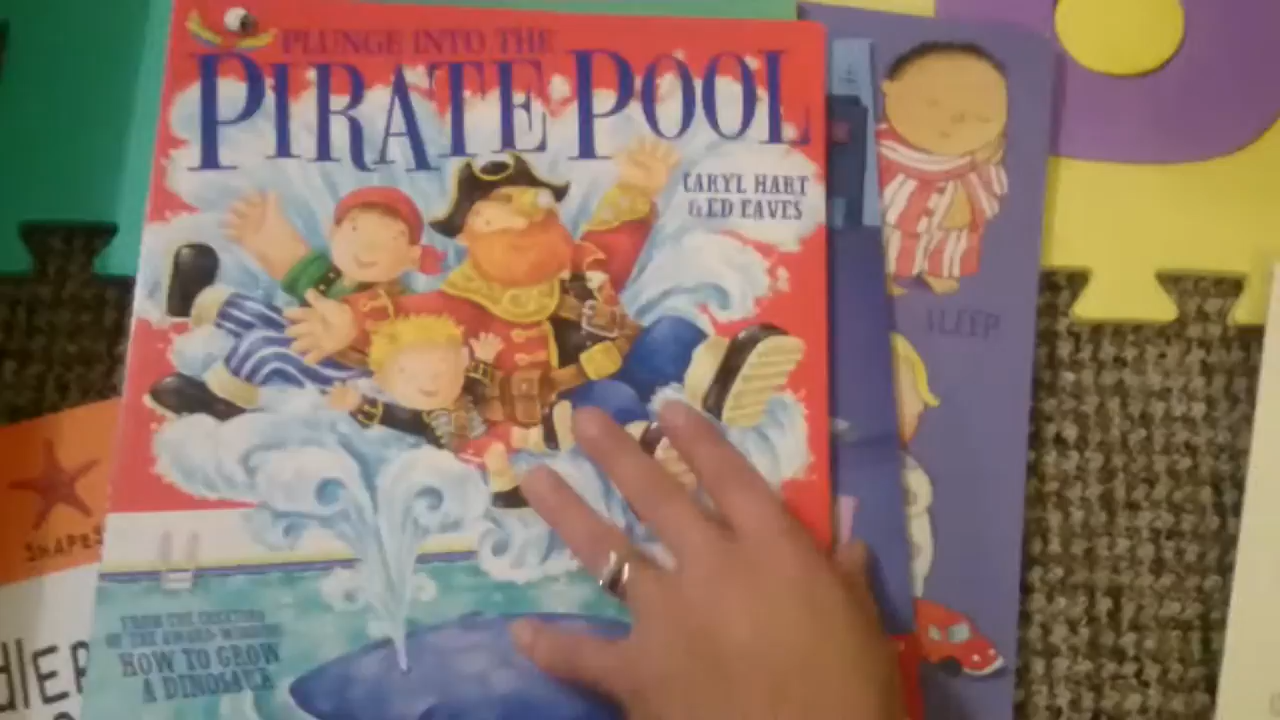 PLUNGE INTO THE
PIRATE POOL
CARYL HART
& ED EAVES
SLEEP
SHAPES
FROM THE CREATORS
OF THE AWARD-WINNING
HOW TO GROW
A DINOSAUR
dlER